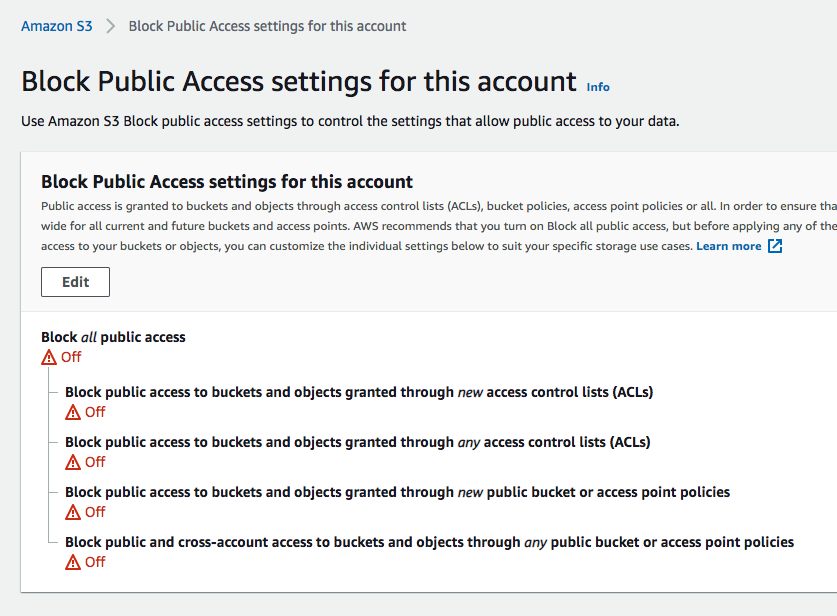 Amazon S3 > Block Public Access settings for this account
Block Public Access settings for this account Info
Use Amazon S3 Block public access settings to control the settings that allow public access to your data.
Block Public Access settings for this account
Public access is granted to buckets and objects through access control lists (ACLs), bucket policies, access point policies or all. In order to ensure tha
wide for all current and future buckets and access points. AWS recommends that you turn on Block all public access, but before applying any of the
access to your buckets or objects, you can customize the individual settings below to suit your specific storage use cases. Learn more
Edit
Block all public access
Off
Block public access to buckets and objects granted through new access control lists (ACLs)
Off
Block public access to buckets and objects granted through any access control lists (ACLs)
Off
Block public access to buckets and objects granted through new public bucket or access point policies
Off
Block public and cross-account access to buckets and objects through any public bucket or access point policies
Off